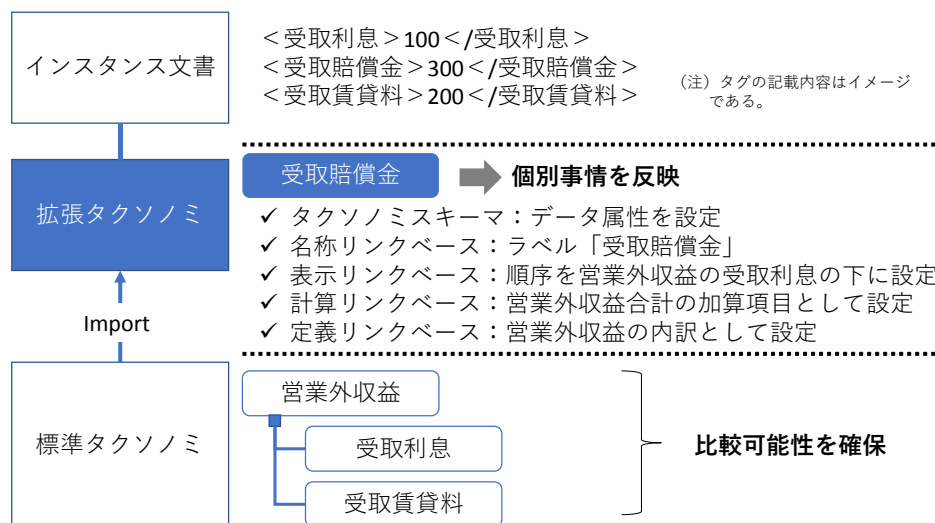 インスタンス文書
＜受取利息＞100＜/受取利息＞
＜受取賠償金＞300＜/受取賠償金＞
＜受取賃貸料＞200＜/受取賃貸料＞
（注）タグの記載内容はイメージ
である。
拡張タクソノミ
受取賠償金
個別事情を反映
✓ タクソノミスキーマ：データ属性を設定
✓ 名称リンクベース：ラベル「受取賠償金」
✓ 表示リンクベース：順序を営業外収益の受取利息の下に設定
✓ 計算リンクベース：営業外収益合計の加算項目として設定
✓ 定義リンクベース：営業外収益の内訳として設定
Import
標準タクソノミ
営業外収益
受取利息
受取賃貸料
比較可能性を確保